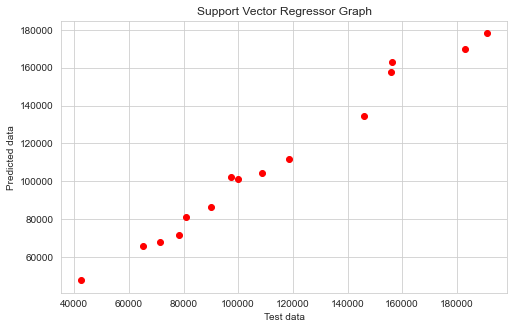 Support Vector Regressor Graph
180000
160000
140000
120000
100000
80000
60000
Predicted data
40000 60000 80000 100000 120000 140000 160000 180000
Test data